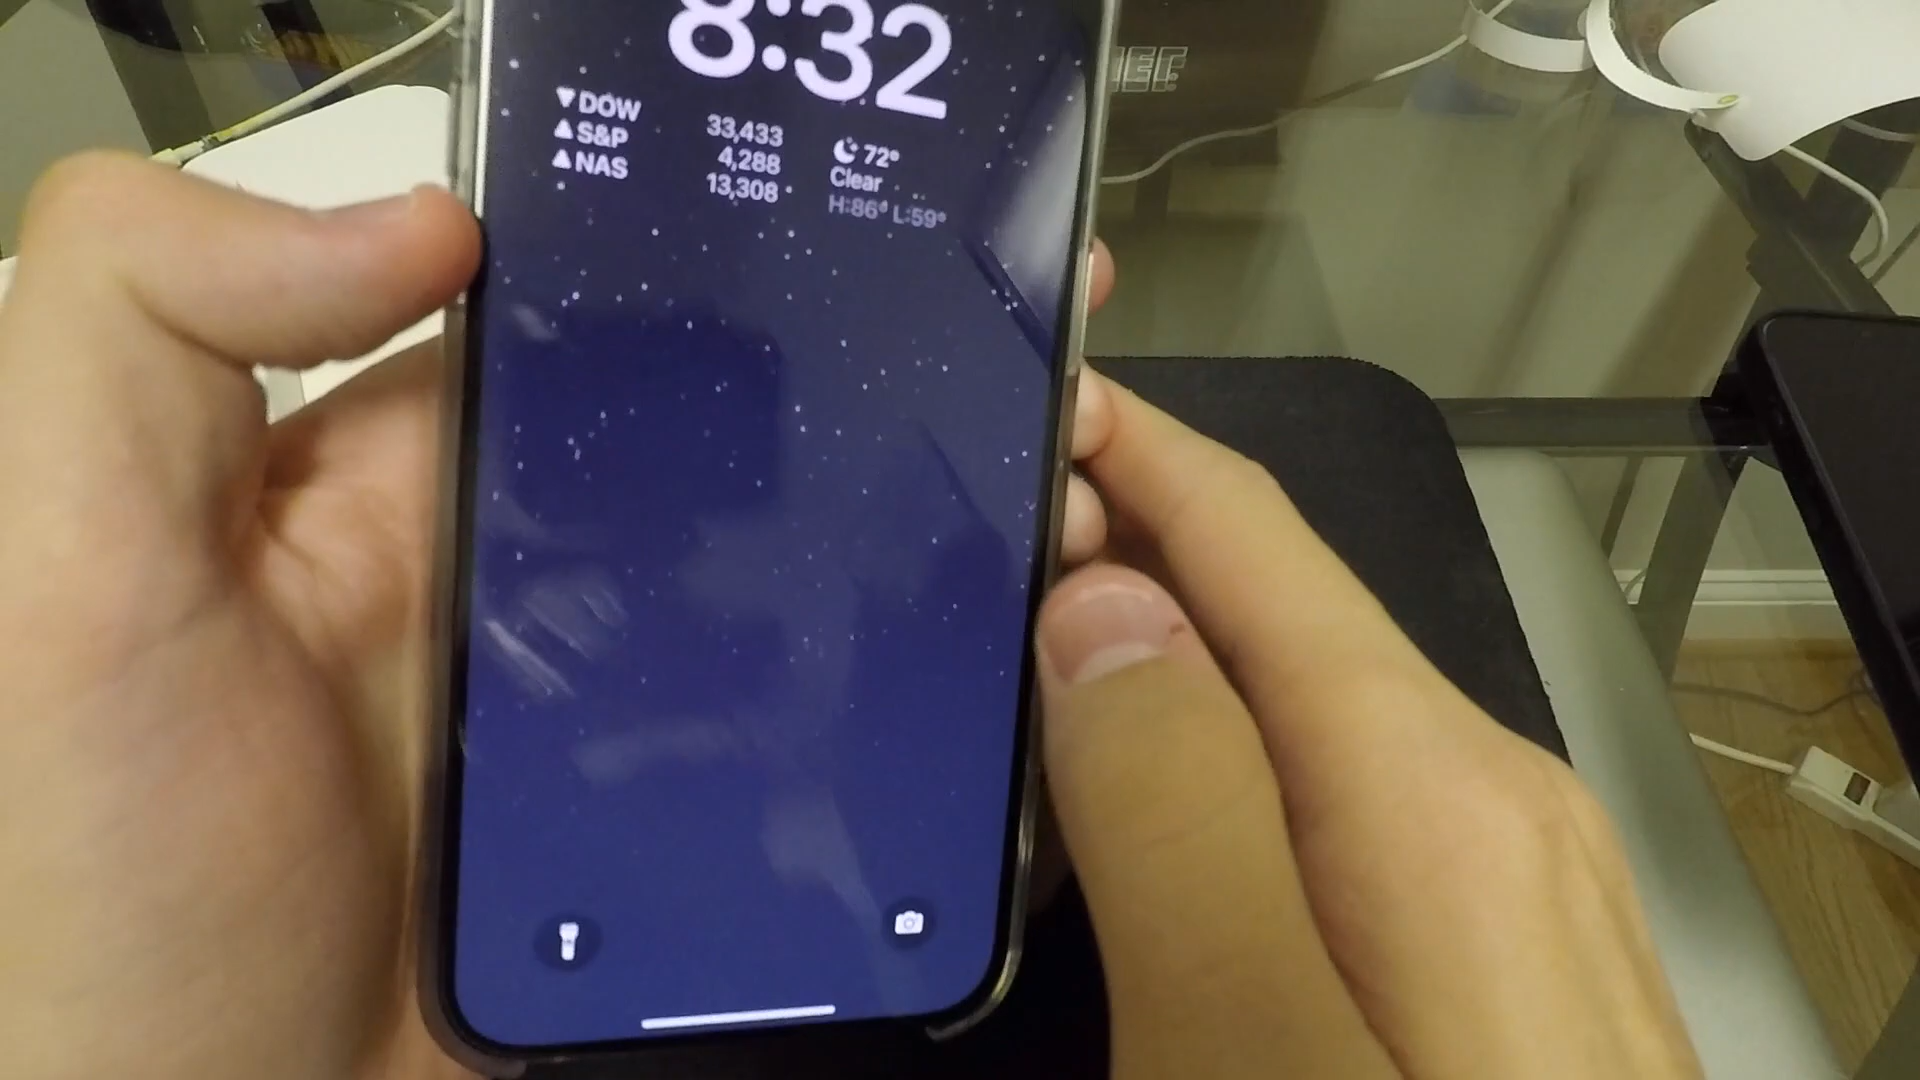 8:32
▼DOW 33,433
▲S&P 4,288
▲NAS 13,308
72°
Clear
H:86° L:59°